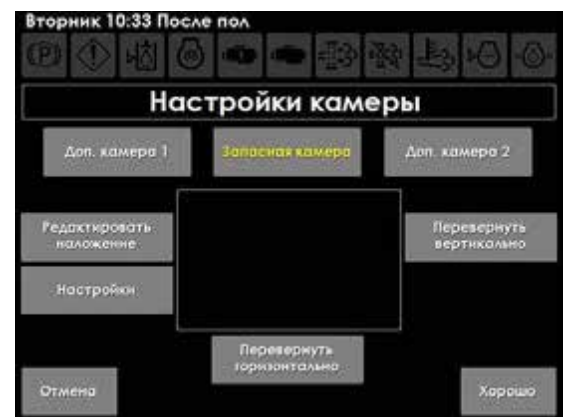 Вторник 10:33 После пол
Настройки камеры
Доп. камера 1
Запасная камера
Доп. камера 2
Редактировать
наложение
Перевернуть
вертикально
Настройки
Перевернуть
горизонтально
Отмена
Хорошо